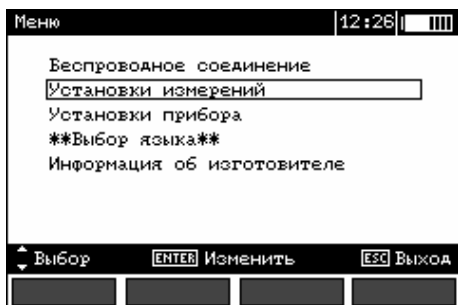 Меню 12:26
Беспроводное соединение
Установки измерений
Установки прибора
**Выбор языка**
Информация об изготовителе
Выбор ENTER Изменить ESC Выход